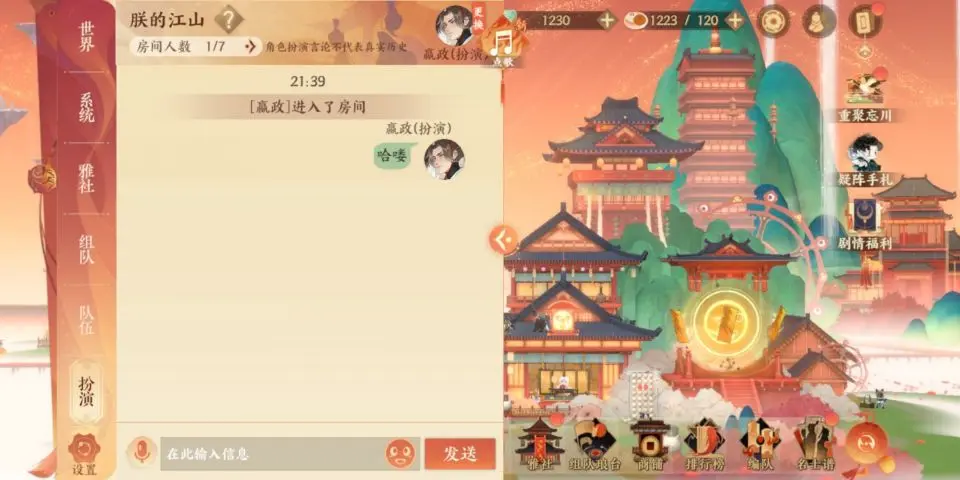 世界
系统
雅社
组队
队伍
扮演
设置
朕的江山 ?
房间人数 1/7
角色扮演言论不代表真实历史
更换
嬴政(扮演)
21:39
[嬴政]进入了房间
嬴政(扮演)
哈喽
在此输入信息
发送
点歌
1230
1223 / 120
重聚忘川
疑阵手札
剧情福利
雅社
组队琅台
商铺
排行榜
编队
名士谱